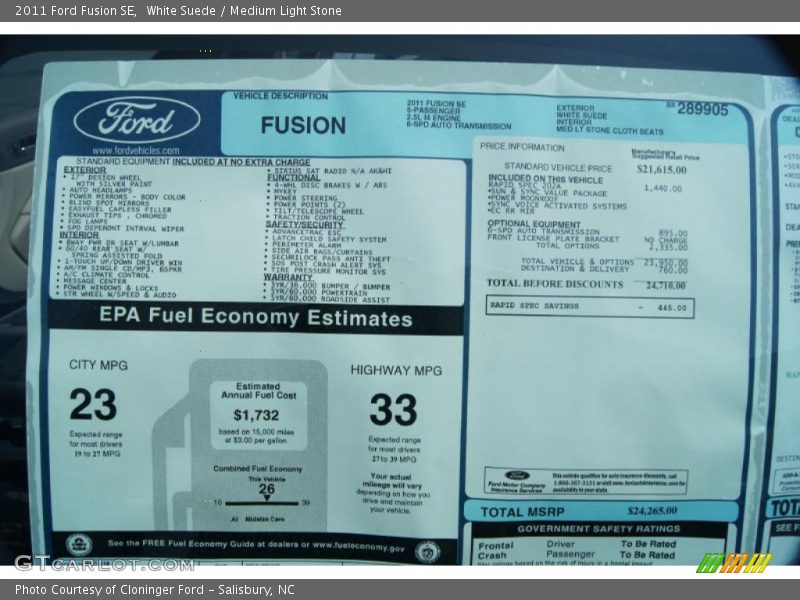 2011 Ford Fusion SE,  White Suede / Medium Light Stone
Ford
www.fordvehicles.com
VEHICLE DESCRIPTION
FUSION
2011 FUSION SE
5-PASSENGER
2.5L I4 ENGINE
6-SPD AUTO TRANSMISSION
EXTERIOR
WHITE SUEDE
INTERIOR
MED LT STONE CLOTH SEATS
289905
STANDARD EQUIPMENT INCLUDED AT NO EXTRA CHARGE
EXTERIOR
• 17" DESIGN WHEEL
WITH SILVER PAINT
• AUTO HEADLAMPS
• POWER MIRRORS - BODY COLOR
• BLIND SPOT MIRRORS
• EASYFUEL CAPLESS FILLER
• EXHAUST TIPS , CHROMED
• FOG LAMPS
• SPD DEPENDNT INTRVAL WIPER
INTERIOR
• 8WAY PWR DR SEAT W/LUMBAR
• 60/40 REAR SEAT W/
SPRING ASSISTED FOLD
• 1-TOUCH UP/DOWN DRIVER WIN
• AM/FM SINGLE CD/MP3, 6SPKR
• A/C CLIMATE CONTROL
• MESSAGE CENTER
• POWER WINDOWS & LOCKS
• STR WHEEL W/SPEED & AUDIO
• SIRIUS SAT RADIO N/A AK&HI
FUNCTIONAL
• 4-WHL DISC BRAKES W / ABS
• MYKEY
• POWER STEERING
• POWER POINTS (2)
• TILT/TELESCOPE WHEEL
• TRACTION CONTROL
SAFETY/SECURITY
• ADVANCETRAC ESC
• LATCH CHILD SAFETY SYSTEM
• PERIMETER ALARM
• SIDE AIR BAGS/CURTAINS
• SECURILOCK PASS ANTI THEFT
• SOS POST CRASH ALERT SYS
• TIRE PRESSURE MONITOR SYS
WARRANTY
• 3YR/36,000 BUMPER / BUMPER
• 5YR/60,000 POWERTRAIN
• 5YR/60,000 ROADSIDE ASSIST
PRICE INFORMATION
Manufacturer's
Suggested Retail Price
STANDARD VEHICLE PRICE $21,615.00
INCLUDED ON THIS VEHICLE
RAPID SPEC 202A 1,440.00
•SUN & SYNC VALUE PACKAGE
•POWER MOONROOF
•SYNC VOICE ACTIVATED SYSTEMS
•EC RR MIR
OPTIONAL EQUIPMENT
6-SPD AUTO TRANSMISSION 895.00
FRONT LICENSE PLATE BRACKET NO CHARGE
TOTAL OPTIONS 2,335.00
TOTAL VEHICLE & OPTIONS 23,950.00
DESTINATION & DELIVERY 760.00
TOTAL BEFORE DISCOUNTS 24,710.00
RAPID SPEC SAVINGS - 445.00
EPA Fuel Economy Estimates
CITY MPG
23
Expected range
for most drivers
19 to 27 MPG
Estimated
Annual Fuel Cost
$1,732
based on 15,000 miles
at $3.00 per gallon
Combined Fuel Economy
This Vehicle
26
10 39
All Midsize Cars
HIGHWAY MPG
33
Expected range
for most drivers
27 to 39 MPG
Your actual
mileage will vary
depending on how you
drive and maintain
your vehicle.
See the FREE Fuel Economy Guide at dealers or www.fueleconomy.gov
Ford
Ford Motor Company
Insurance Services
This vehicle qualifies for auto insurance discounts, call
availability in your state.
TOTAL MSRP $24,265.00
GOVERNMENT SAFETY RATINGS
Frontal Driver To Be Rated
Crash Passenger To Be Rated
GTcarlot.com
Photo Courtesy of Cloninger Ford – Salisbury, NC